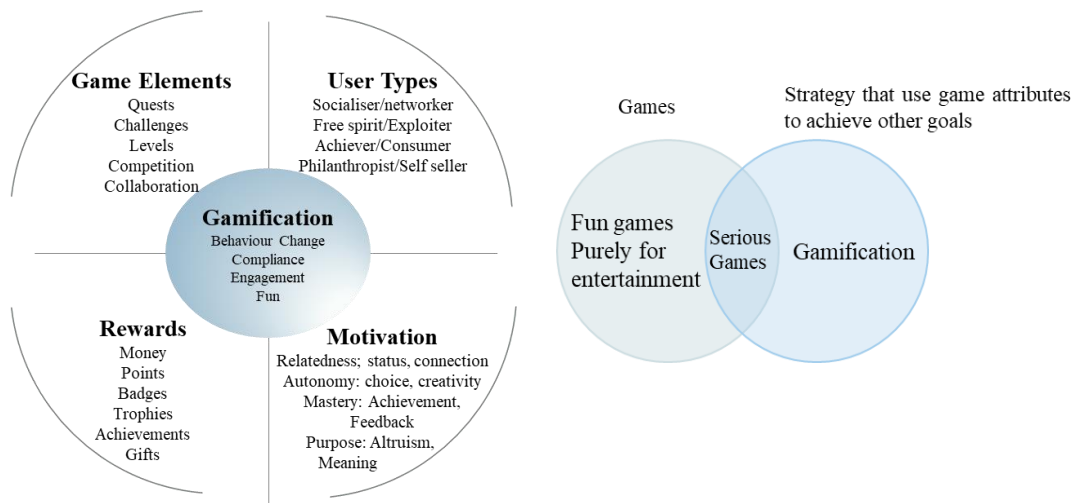 Game Elements
Quests
Challenges
Levels
Competition
Collaboration
User Types
Socialiser/networker
Free spirit/Exploiter
Achiever/Consumer
Philanthropist/Self seller
Gamification
Behaviour Change
Compliance
Engagement
Fun
Rewards
Money
Points
Badges
Trophies
Achievements
Gifts
Motivation
Relatedness; status, connection
Autonomy: choice, creativity
Mastery: Achievement,
Feedback
Purpose: Altruism,
Meaning
Games
Strategy that use game attributes
to achieve other goals
Fun games
Purely for
entertainment
Serious
Games
Gamification